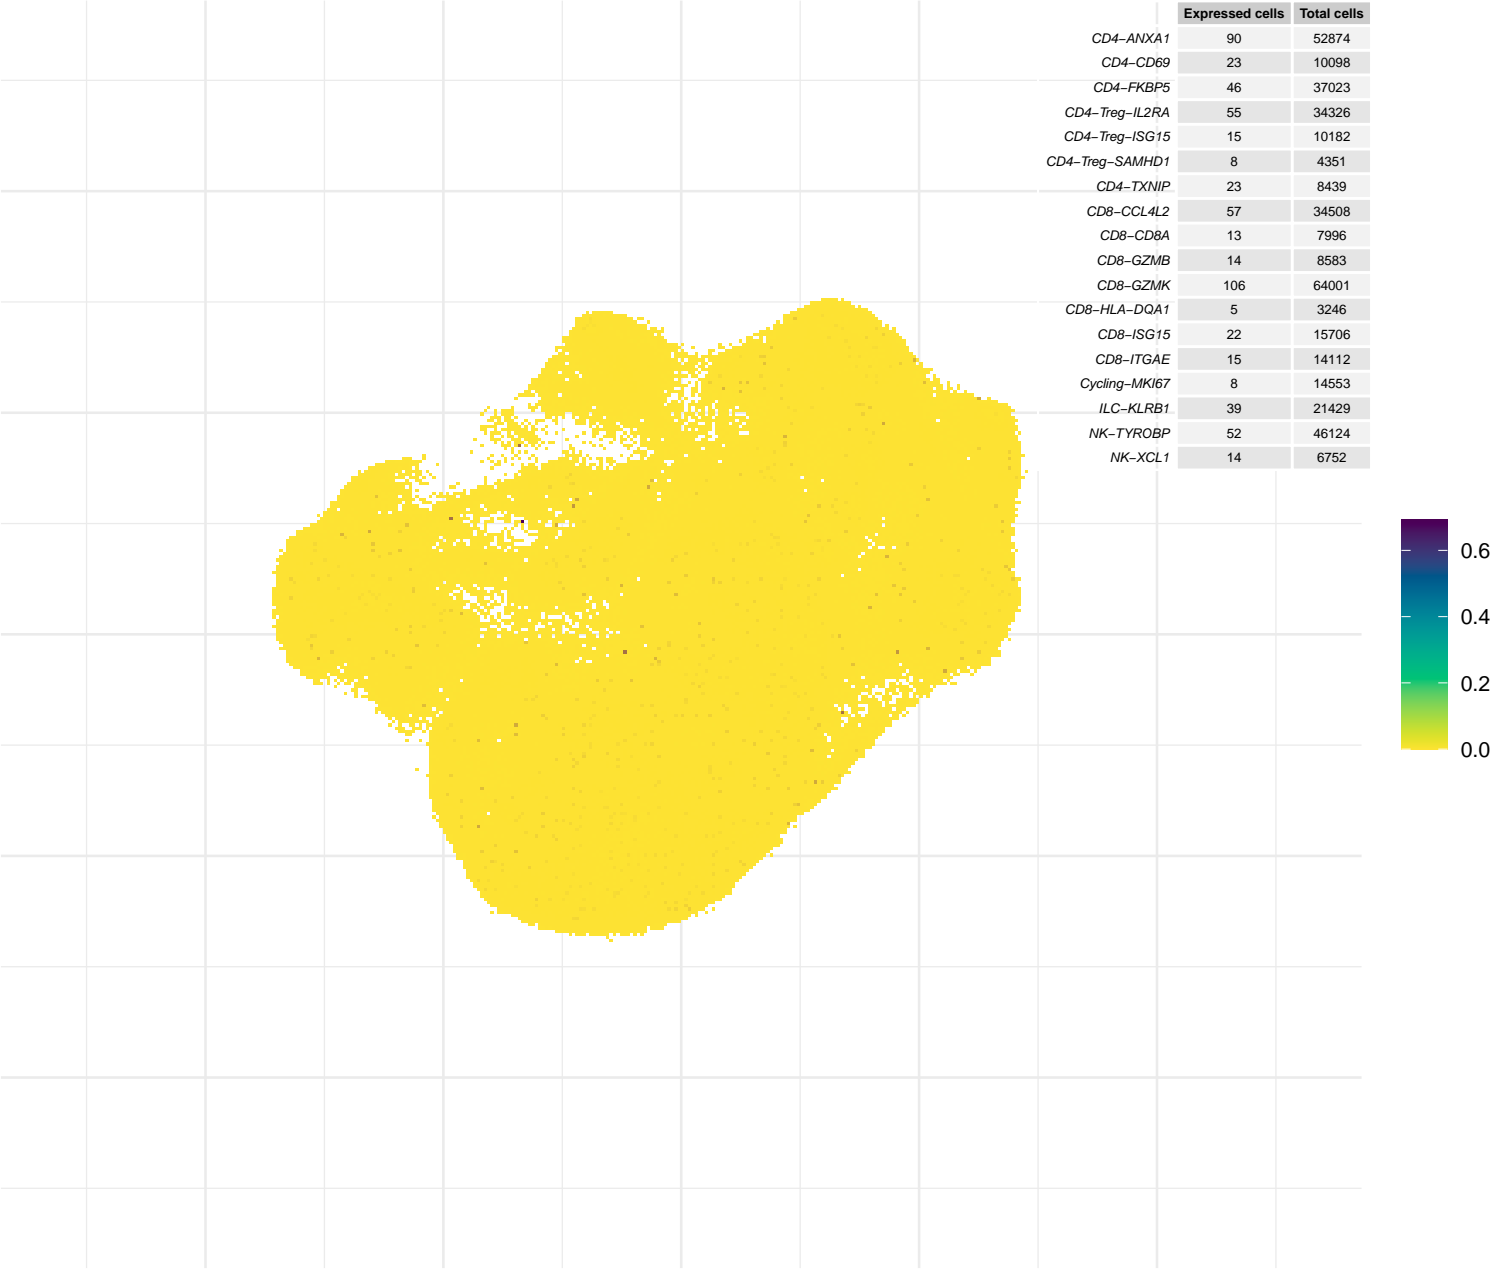 Expressed cells Total cells
CD4−ANXA1 90 52874
CD4−CD69 23 10098
CD4−FKBP5 46 37023
CD4−Treg−IL2RA 55 34326
CD4−Treg−ISG15 15 10182
CD4−Treg−SAMHD1 8 4351
CD4−TXNIP 23 8439
CD8−CCL4L2 57 34508
CD8−CD8A 13 7996
CD8−GZMB 14 8583
CD8−GZMK 106 64001
CD8−HLA−DQA1 5 3246
CD8−ISG15 22 15706
CD8−ITGAE 15 14112
Cycling−MKI67 8 14553
ILC−KLRB1 39 21429
NK−TYROBP 52 46124
NK−XCL1 14 6752
0.6
0.4
0.2
0.0